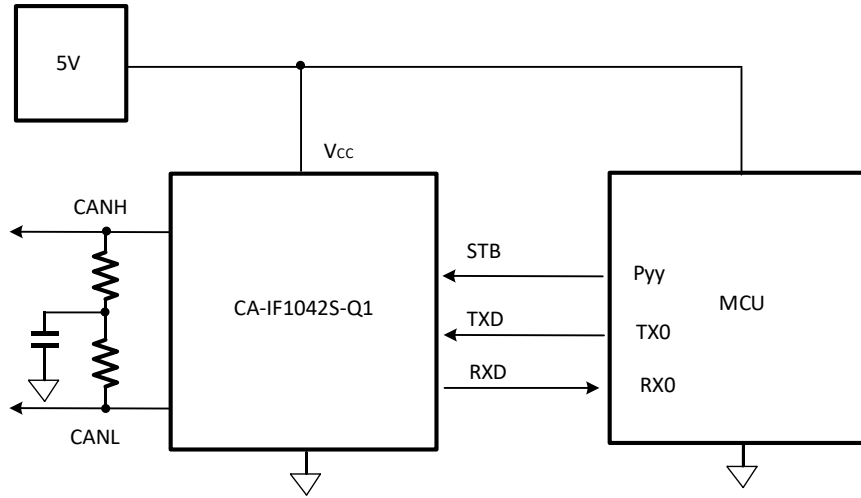 5V
VCC
CANH
STB
Pyy
CA-IF1042S-Q1
MCU
TXD
TX0
RXD
RX0
CANL